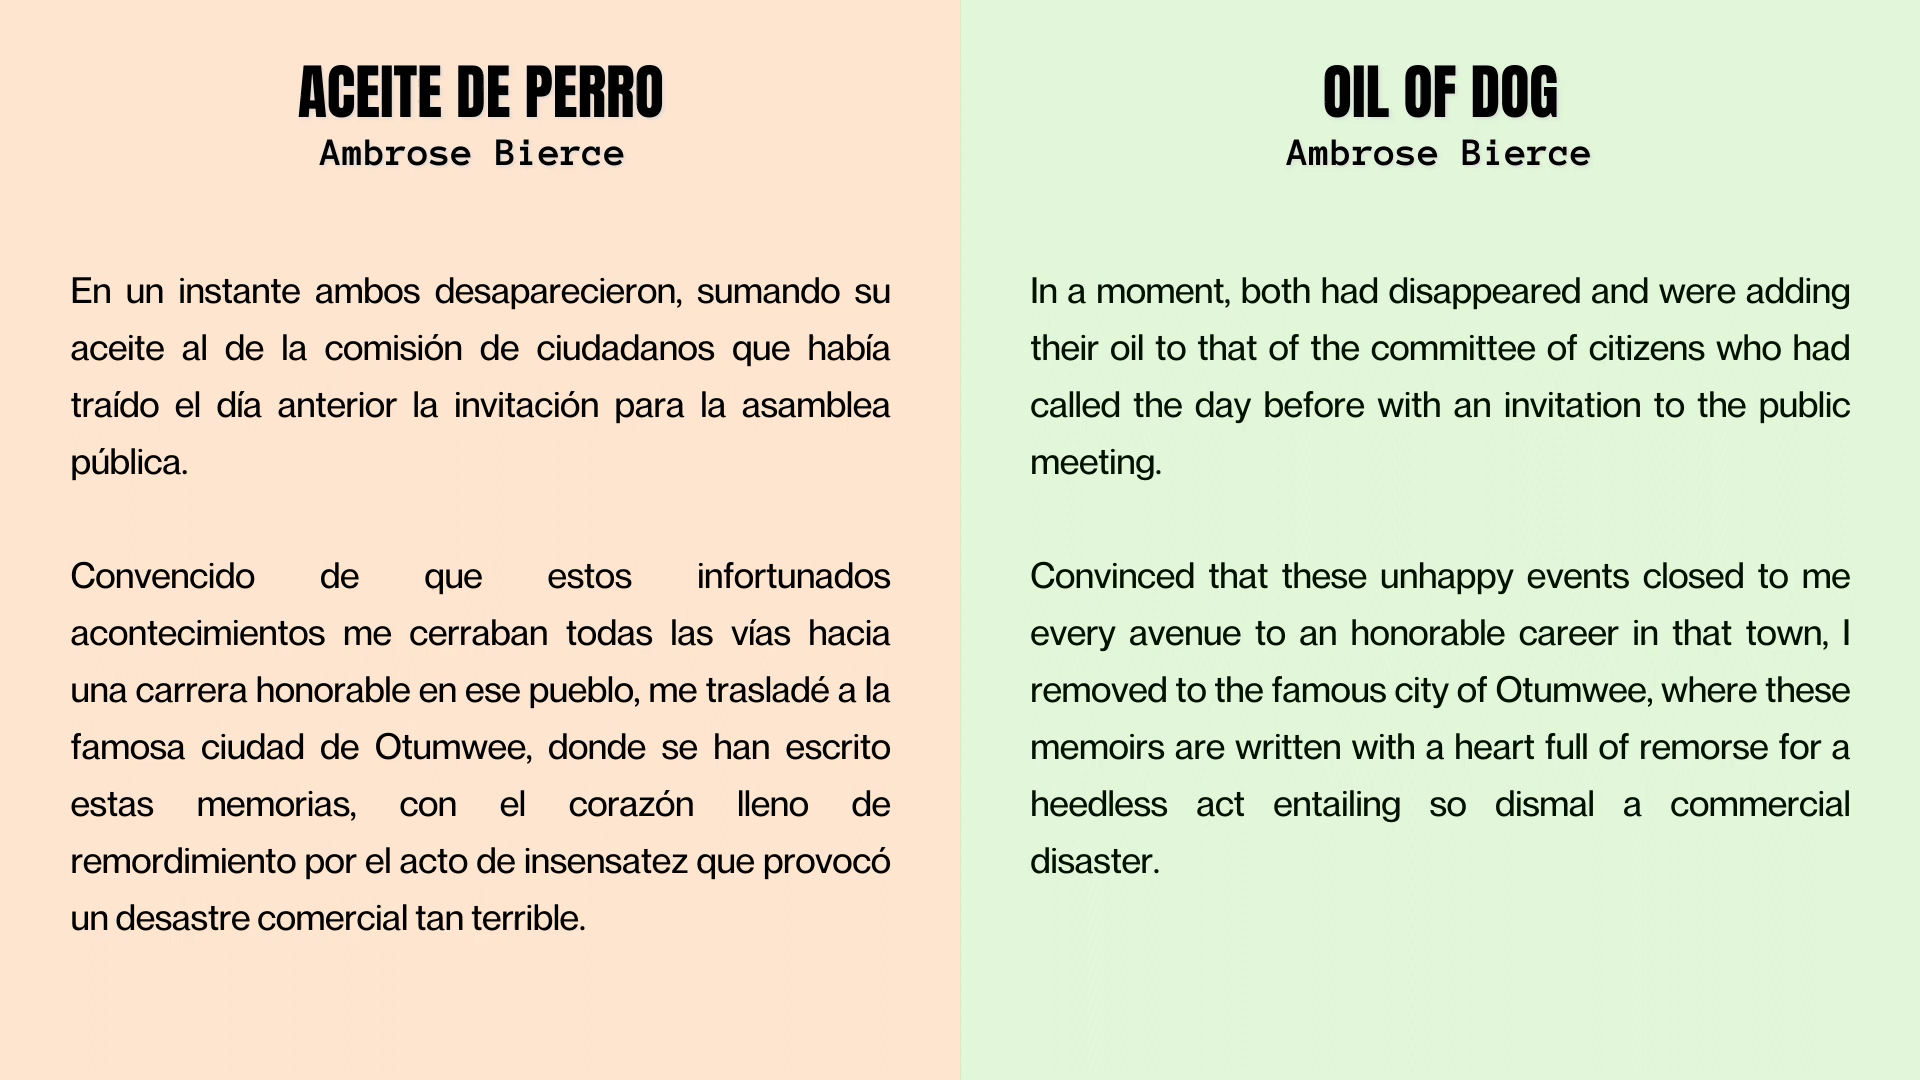 ACEITE DE PERRO
Ambrose Bierce
En un instante ambos desaparecieron, sumando su
aceite al de la comisión de ciudadanos que había
traído el día anterior la invitación para la asamblea
pública.
Convencido de que estos infortunados
acontecimientos me cerraban todas las vías hacia
una carrera honorable en ese pueblo, me trasladé a la
famosa ciudad de Otumwee, donde se han escrito
estas memorias, con el corazón lleno de
remordimiento por el acto de insensatez que provocó
un desastre comercial tan terrible.
OIL OF DOG
Ambrose Bierce
In a moment, both had disappeared and were adding
their oil to that of the committee of citizens who had
called the day before with an invitation to the public
meeting.
Convinced that these unhappy events closed to me
every avenue to an honorable career in that town, I
removed to the famous city of Otumwee, where these
memoirs are written with a heart full of remorse for a
heedless act entailing so dismal a commercial
disaster.